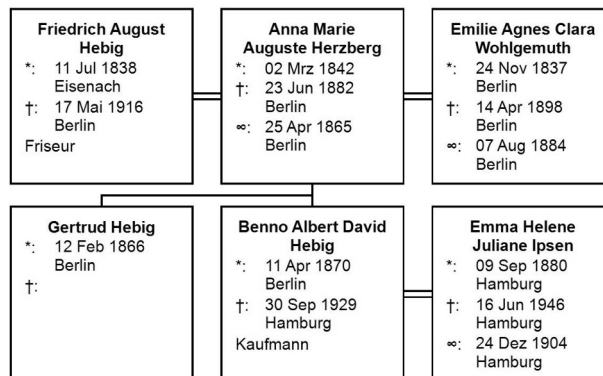 Friedrich August
Hebig
*: 11 Jul 1838
Eisenach
†: 17 Mai 1916
Berlin
Friseur
Anna Marie
Auguste Herzberg
*: 02 Mrz 1842
†: 23 Jun 1882
Berlin
∞: 25 Apr 1865
Berlin
Emilie Agnes Clara
Wohlgemuth
*: 24 Nov 1837
Berlin
†: 14 Apr 1898
Berlin
∞: 07 Aug 1884
Berlin
Gertrud Hebig
*: 12 Feb 1866
Berlin
†:
Benno Albert David
Hebig
*: 11 Apr 1870
Berlin
†: 30 Sep 1929
Hamburg
Kaufmann
Emma Helene
Juliane Ipsen
*: 09 Sep 1880
Hamburg
†: 16 Jun 1946
Hamburg
∞: 24 Dez 1904
Hamburg